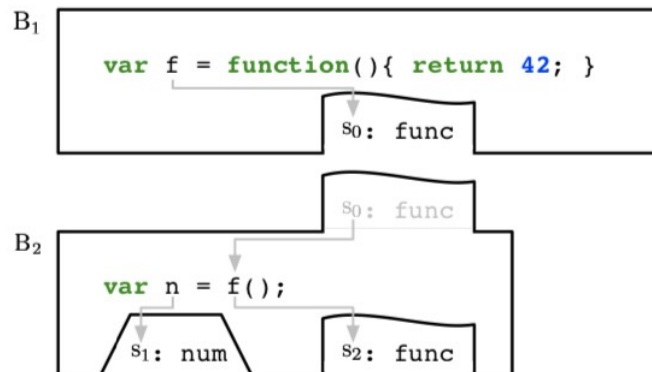 B₁
var f = function(){ return 42; }
s₀: func
s₀: func
B₂
var n = f();
s₁: num s₂: func